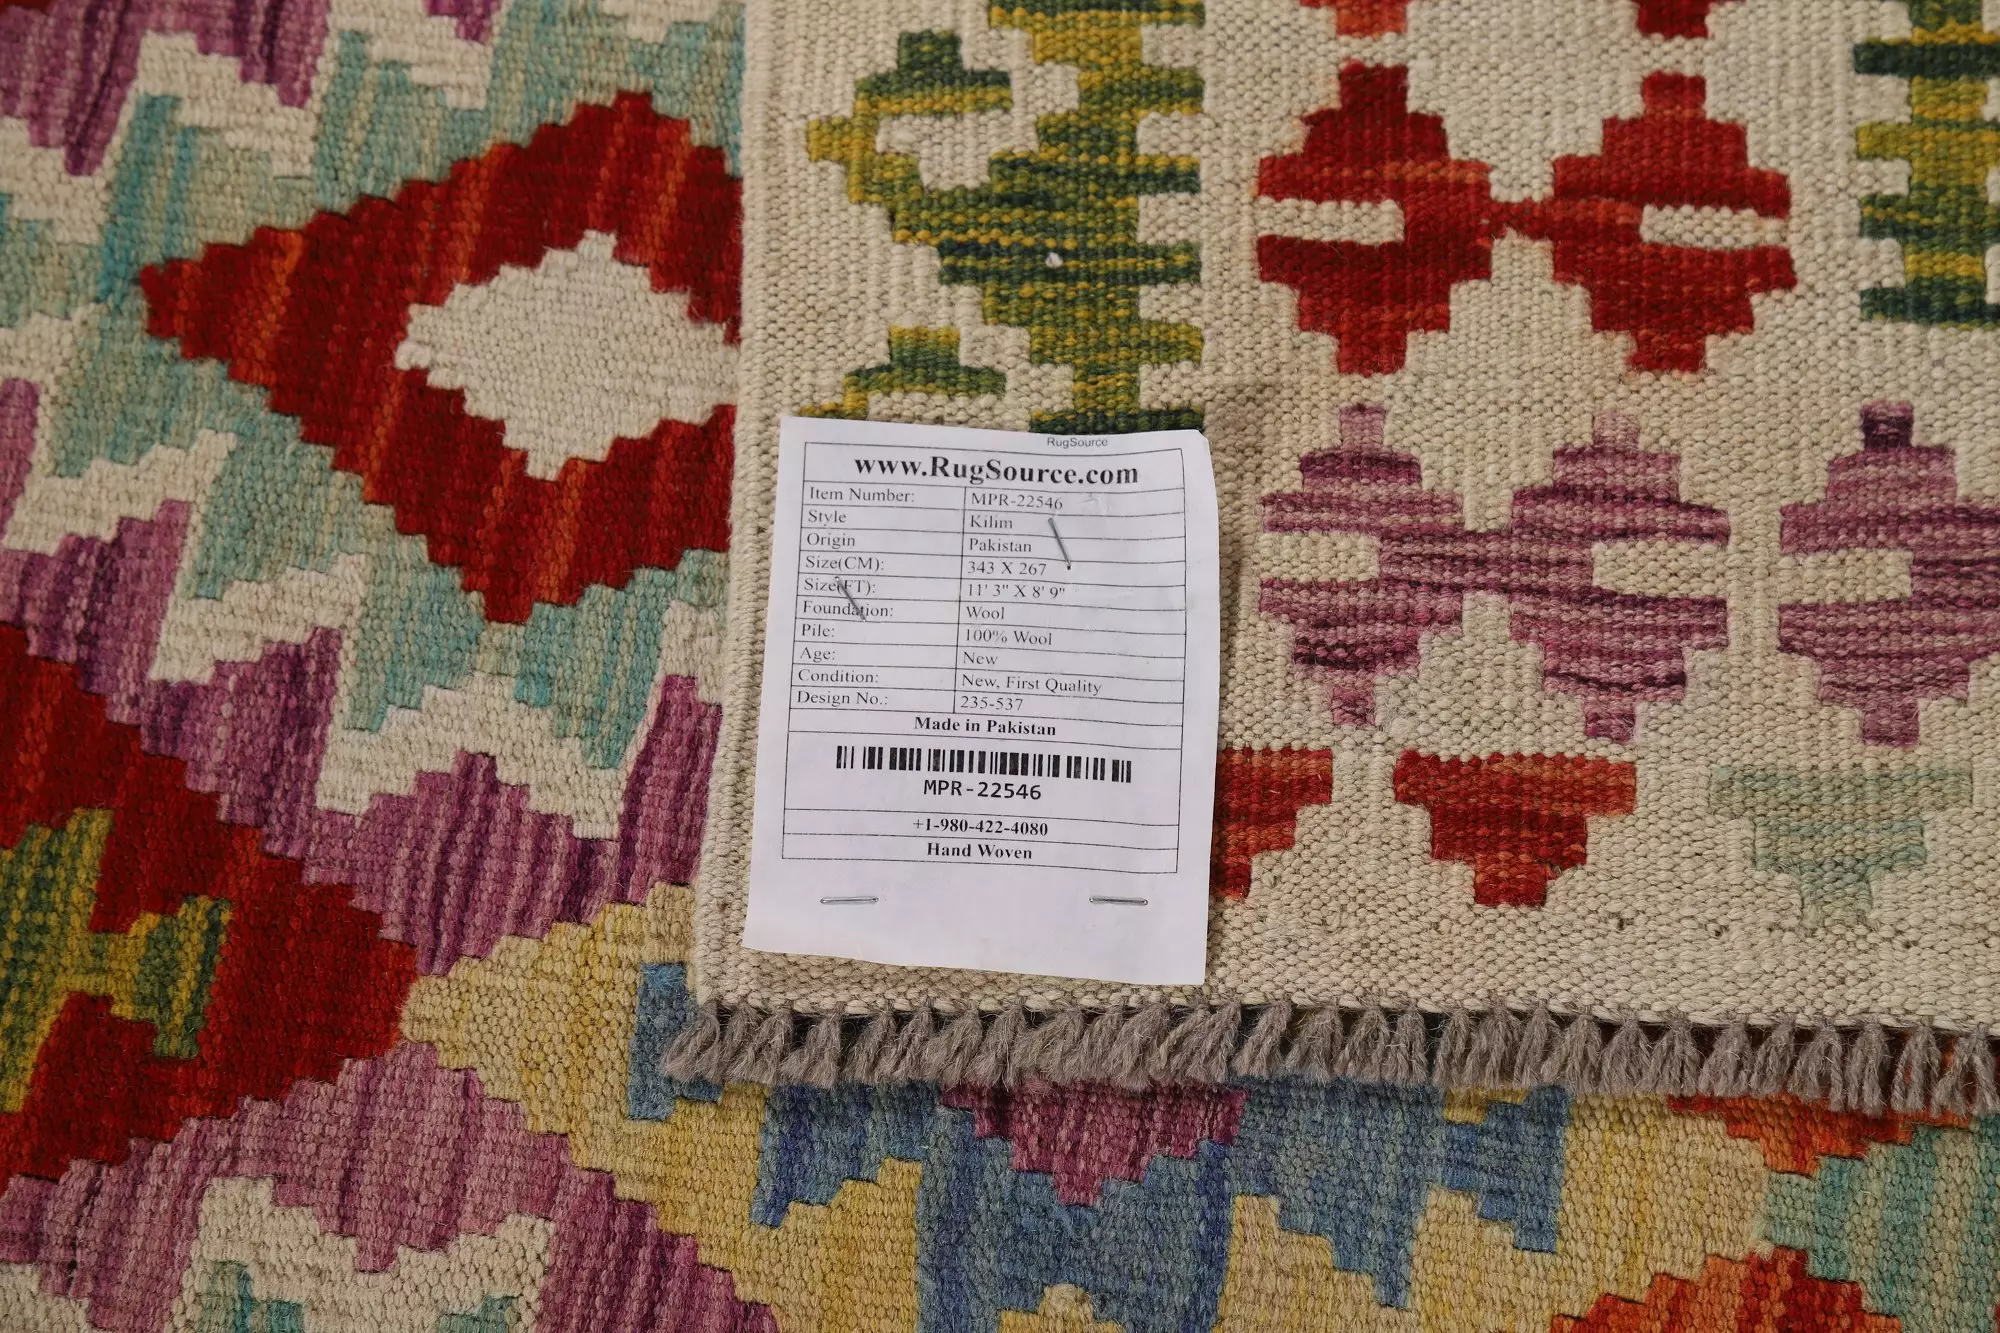 RugSource
www.RugSource.com
Item Number: MPR-22546
Style Kilim
Origin Pakistan
Size(CM): 343 X 267
Size(FT): 11' 3" X 8' 9"
Foundation: Wool
Pile: 100% Wool
Age: New
Condition: New, First Quality
Design No.: 235-537
Made in Pakistan
MPR-22546
+1-980-422-4080
Hand Woven